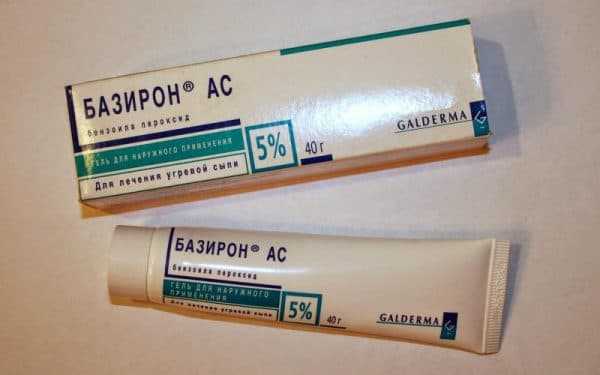 БАЗИРОН® АС
бензоила пероксид
ГЕЛЬ ДЛЯ НАРУЖНОГО ПРИМЕНЕНИЯ
5% 40 г
Для лечения угревой сыпи
GALDERMA
БАЗИРОН® АС
бензоила пероксид
ГЕЛЬ ДЛЯ НАРУЖНОГО
ПРИМЕНЕНИЯ
5% 40 г
Для лечения угревой сыпи
GALDERMA